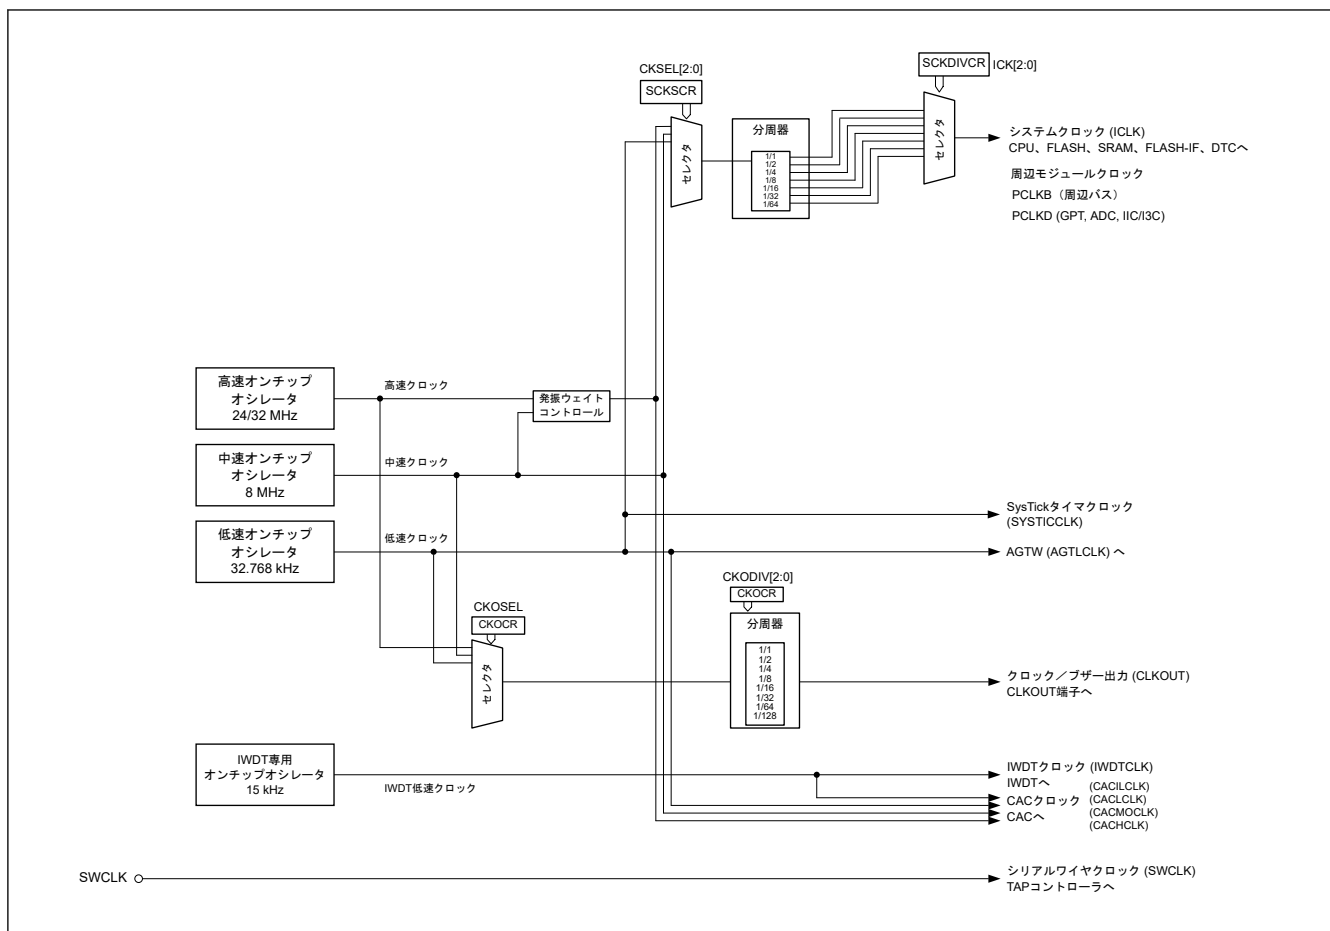 CKSEL[2:0]
SCKSCR
セレクタ
分周器
1/1
1/2
1/4
1/8
1/16
1/32
1/64
SCKDIVCR
ICK[2:0]
セレクタ
システムクロック (ICLK)
CPU、FLASH、SRAM、FLASH-IF、DTCへ
周辺モジュールクロック
PCLKB（周辺バス）
PCLKD (GPT, ADC, IIC/I3C)
高速オンチップ
オシレータ
24/32 MHz
高速クロック
発振ウェイト
コントロール
中速オンチップ
オシレータ
8 MHz
中速クロック
低速オンチップ
オシレータ
32.768 kHz
低速クロック
SysTickタイマクロック
(SYSTICCLK)
AGTW (AGTLCLK) へ
CKOSEL
CKOCR
セレクタ
CKODIV[2:0]
CKOCR
分周器
1/1
1/2
1/4
1/8
1/16
1/32
1/64
1/128
クロック／ブザー出力 (CLKOUT)
CLKOUT端子へ
IWDT専用
オンチップオシレータ
15 kHz
IWDT低速クロック
IWDTクロック (IWDTCLK)
IWDTへ
CACクロック
CACへ
(CACILCLK)
(CACLCLK)
(CACMOCLK)
(CACHCLK)
SWCLK
シリアルワイヤクロック (SWCLK)
TAPコントローラへ